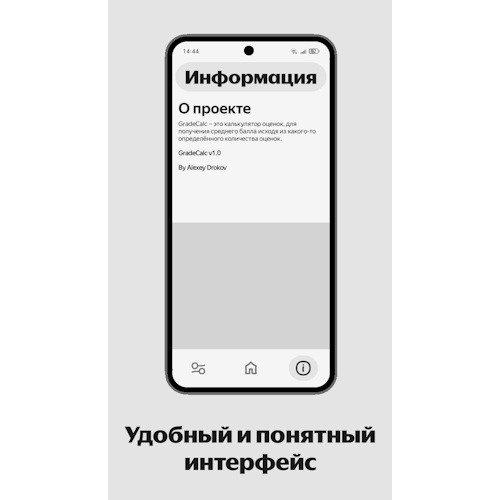 14:44
Информация
О проекте
GradeCalc – это калькулятор оценок, для
получения среднего балла исходя из какого-то
определённого количества оценок.
GradeCalc v1.0
By Alexey Drokov
Удобный и понятный
интерфейс